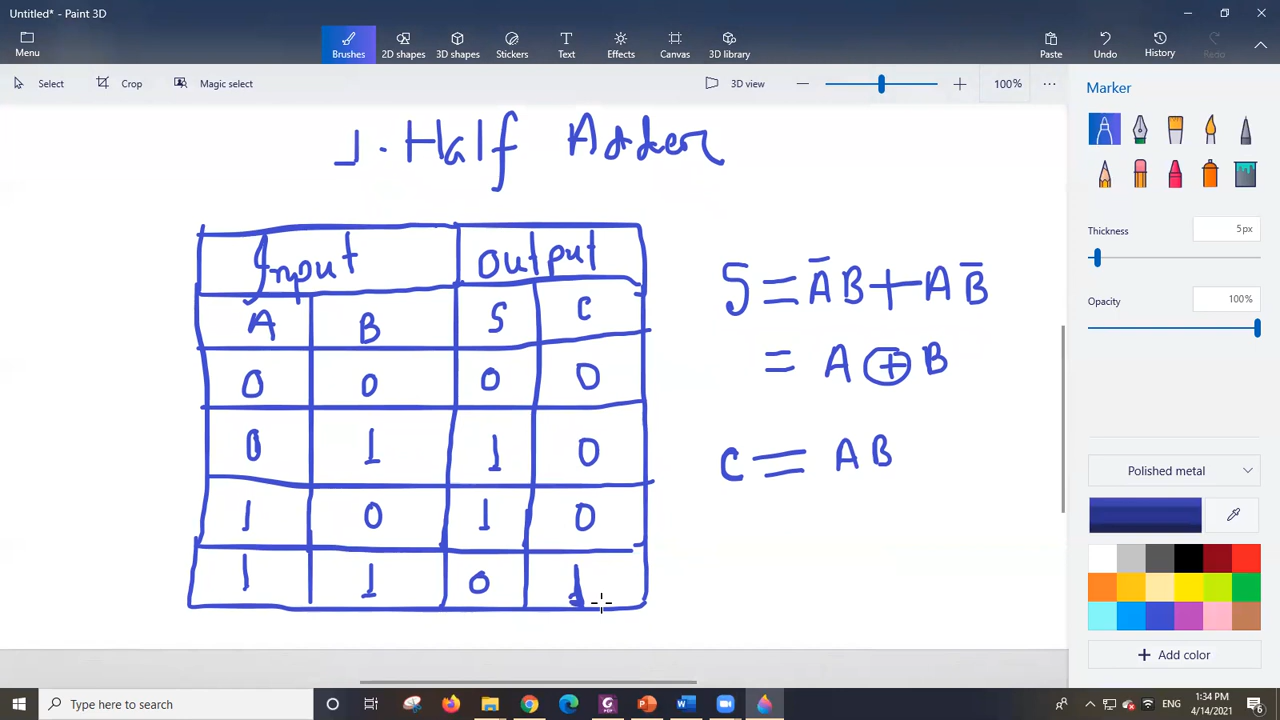 Untitled* - Paint 3D
Menu
Brushes
2D shapes
3D shapes
Stickers
Text
Effects
Canvas
3D library
Paste
Undo
History
Redo
Select
Crop
Magic select
3D view
100%
Marker
Thickness
5px
Opacity
100%
Polished metal
Add color
1. Half Adder
Input Output
A B S C
0 0 0 0
0 1 1 0
1 0 1 0
1 1 0 1
S = A̅B + AB̅
= A ⊕ B
C = AB
Type here to search
ENG
1:34 PM
4/14/2021
6